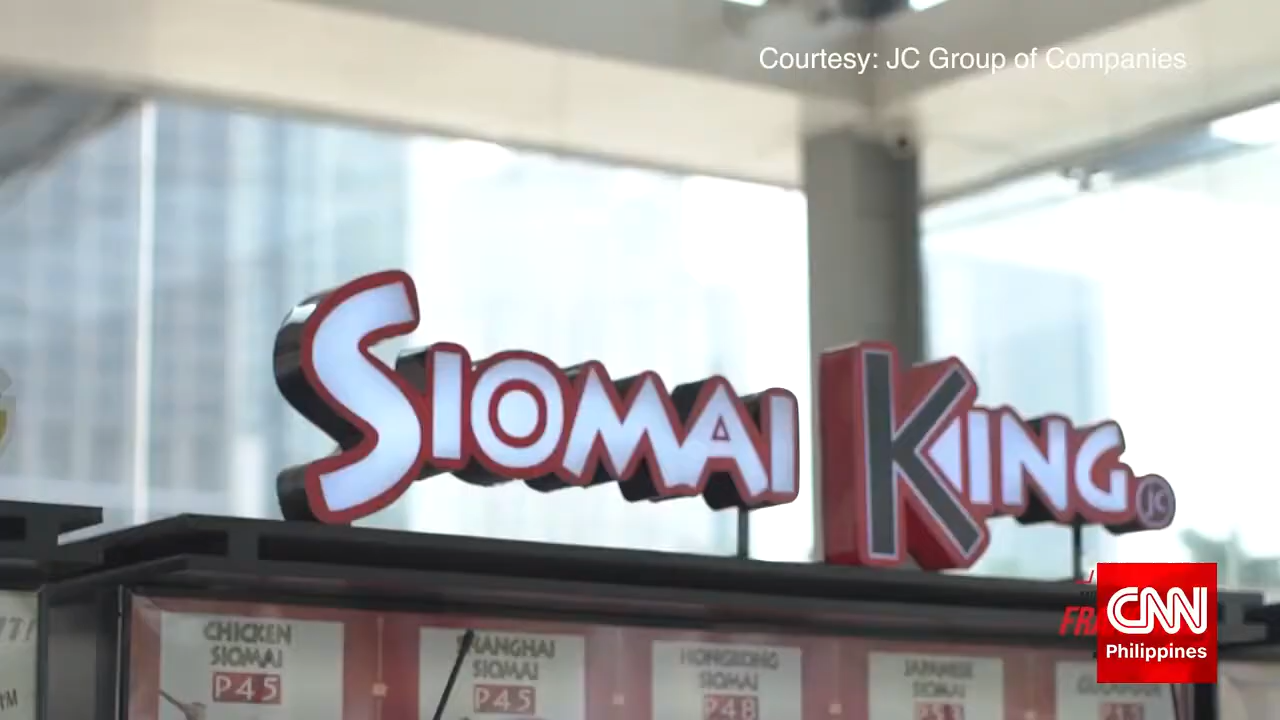 Courtesy: JC Group of Companies
SIOMAI KING
JC
CHICKEN
SIOMAI
P45
SHANGHAI
SIOMAI
P45
HONGKONG
SIOMAI
P48
JAPANESE
SIOMAI
CNN
Philippines